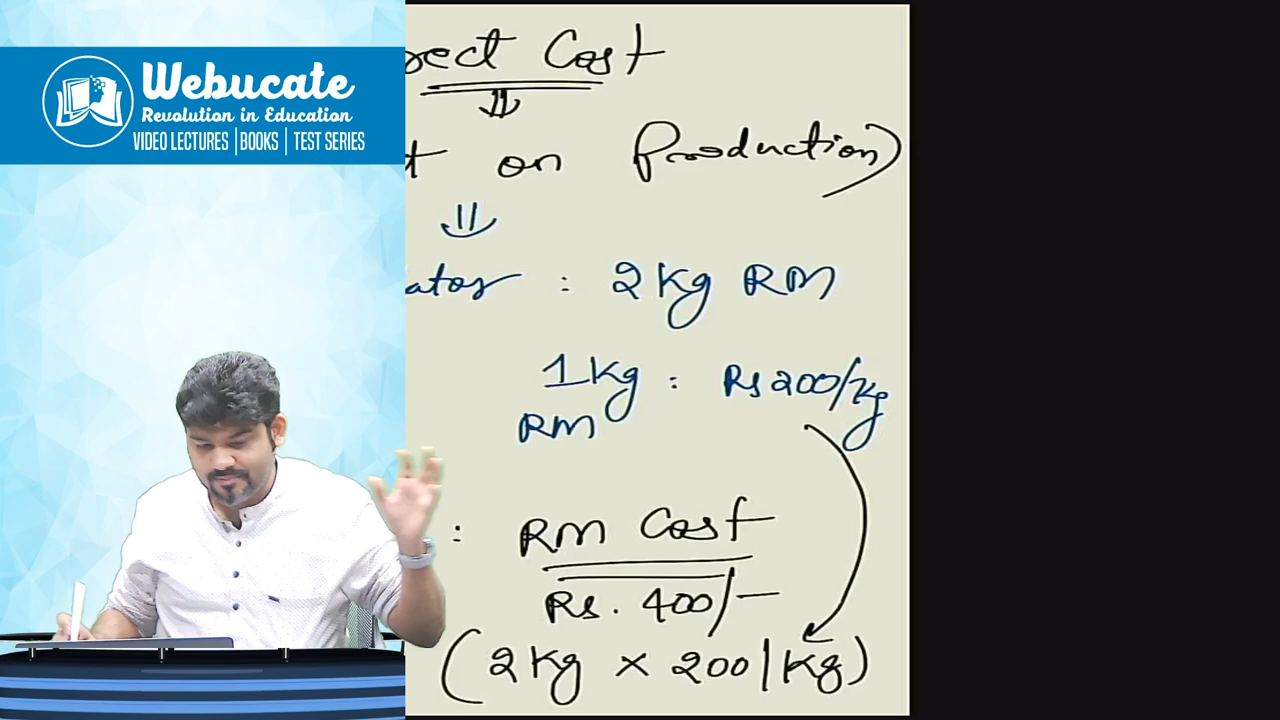 Webucate
Revolution in Education
VIDEO LECTURES | BOOKS | TEST SERIES
rect Cost
t on Production)
ator : 2 Kg RM
1 Kg : Rs 200/Kg
RM
: RM Cost
Rs. 400/-
(2 Kg × 200/Kg)